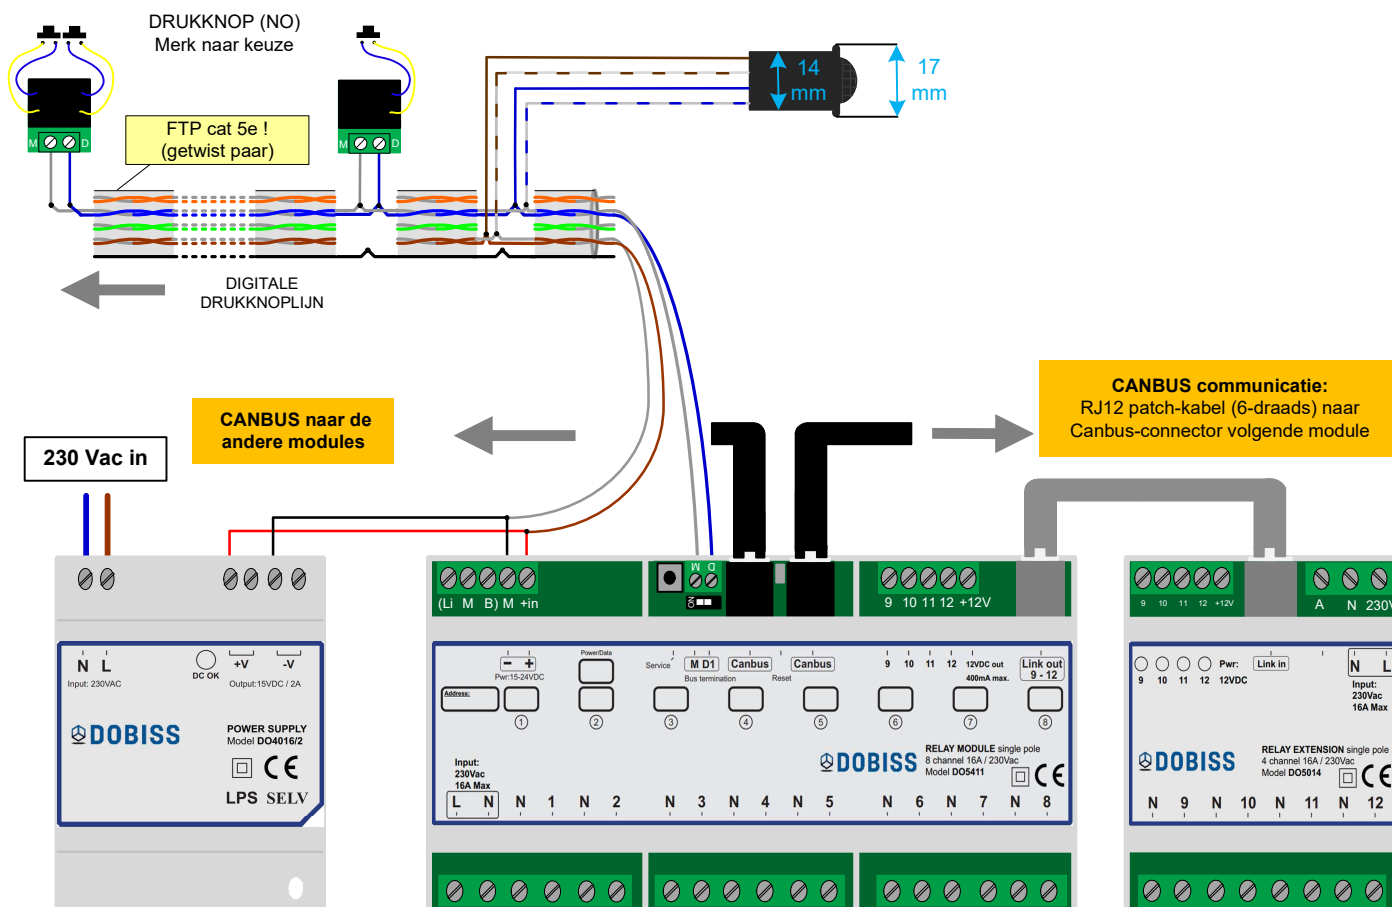 DRUKKNOP (NO)
Merk naar keuze
14
mm
17
mm
FTP cat 5e !
(getwist paar)
M D
M D
DIGITALE
DRUKKNOPLIJN
CANBUS naar de
andere modules
CANBUS communicatie:
RJ12 patch-kabel (6-draads) naar
Canbus-connector volgende module
230 Vac in
(Li M B) M +in
M D
ON
9 10 11 12 +12V
9 10 11 12 +12V
A N 230V
N L
Input: 230VAC
DC OK
+V -V
Output:15VDC / 2A
DOBISS
POWER SUPPLY
Model DO4016/2
CE
LPS SELV
- +
Pwr:15-24VDC
Power/Data
Address:
Service
M D1
Bus termination
Canbus
Reset
Canbus
9 10 11 12 12VDC out
400mA max.
Link out
9 - 12
1 2 3 4 5 6 7 8
DOBISS
RELAY MODULE single pole
8 channel 16A / 230Vac
Model DO5411
CE
Input:
230Vac
16A Max
L N N 1 N 2 N 3 N 4 N 5 N 6 N 7 N 8
9 10 11 12
Pwr:
12VDC
Link in
N L
Input:
230Vac
16A Max
DOBISS
RELAY EXTENSION single pole
4 channel 16A / 230Vac
Model DO5014
CE
N 9 N 10 N 11 N 12